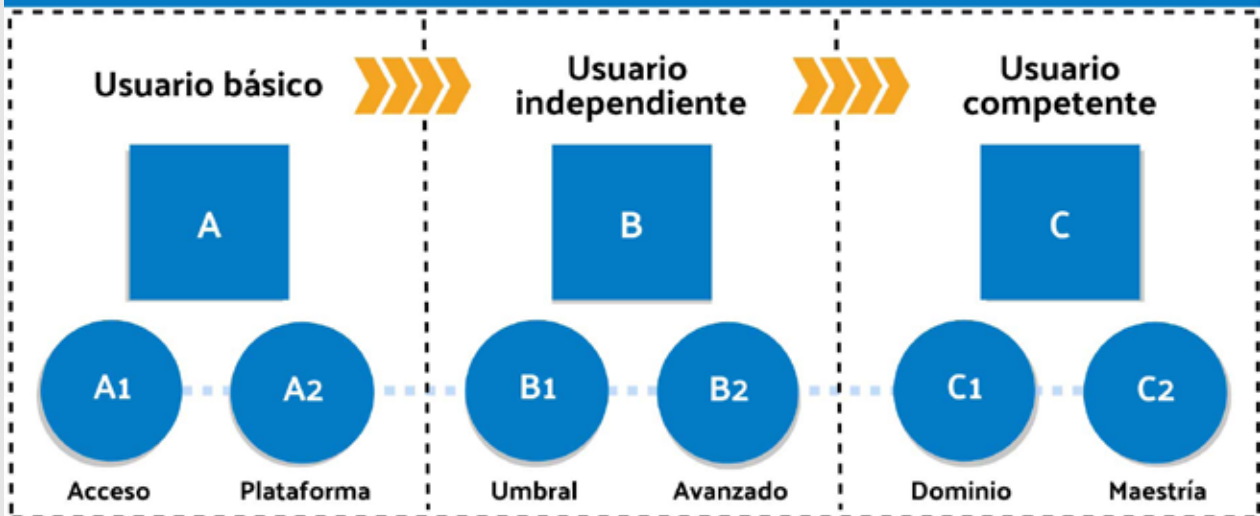 Usuario básico
Usuario
independiente
Usuario
competente
A
B
C
A1
A2
B1
B2
C1
C2
Acceso
Plataforma
Umbral
Avanzado
Dominio
Maestría